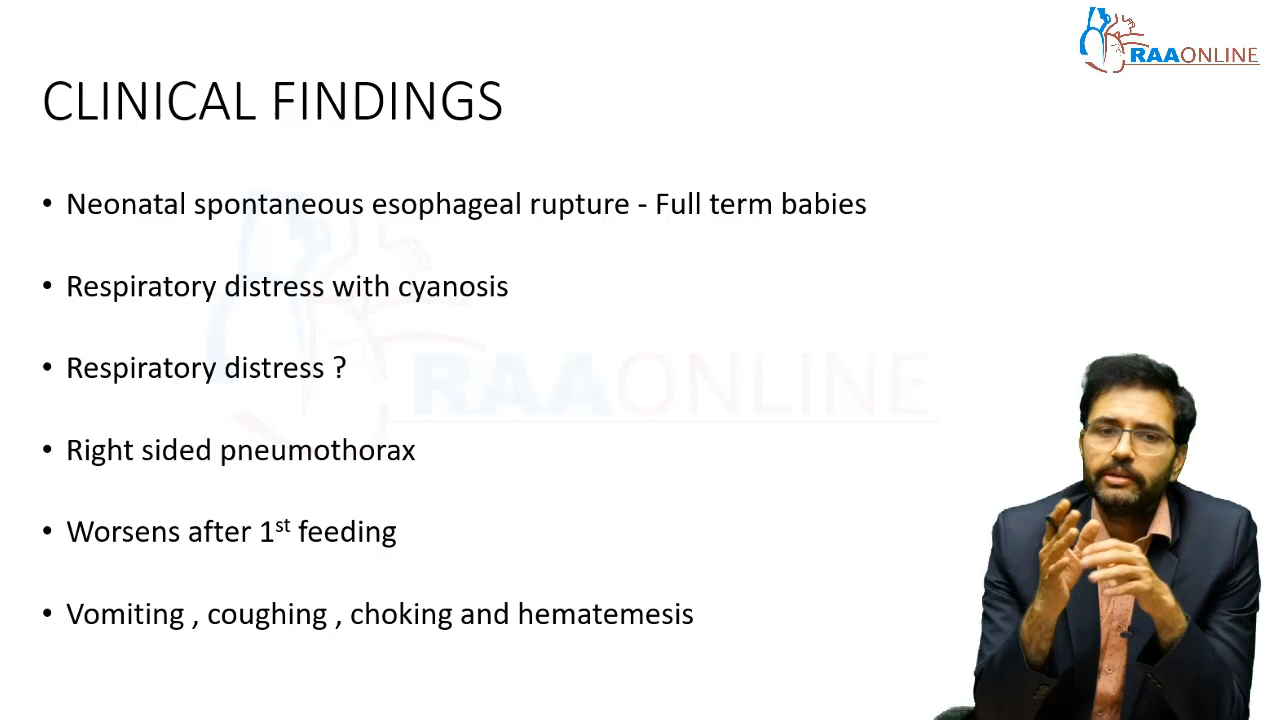 RAAONLINE
CLINICAL FINDINGS
• Neonatal spontaneous esophageal rupture - Full term babies
• Respiratory distress with cyanosis
• Respiratory distress ?
RAAONLINE
• Right sided pneumothorax
• Worsens after 1st feeding
• Vomiting , coughing , choking and hematemesis